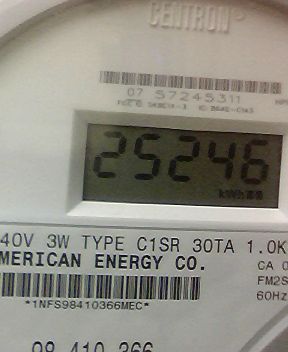 CENTRON
07 57245311
25246
kWh
40V 3W TYPE C1SR 30TA 1.0K
MERICAN ENERGY CO.
CA 0
FM2S
60HZ
*1NFS98410366MEC*
98 410 366